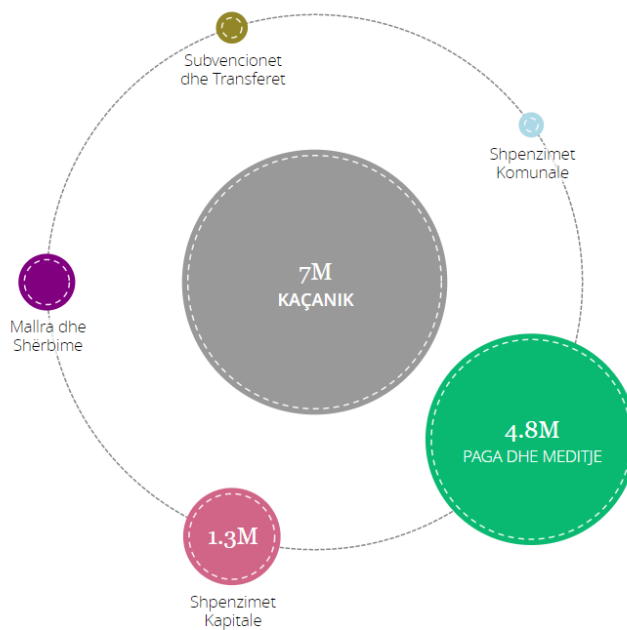 Subvencionet
dhe Transferet
Shpenzimet
Komunale
7M
KAÇANIK
Mallra dhe
Shërbime
4.8M
PAGA DHE MEDITJE
1.3M
Shpenzimet
Kapitale